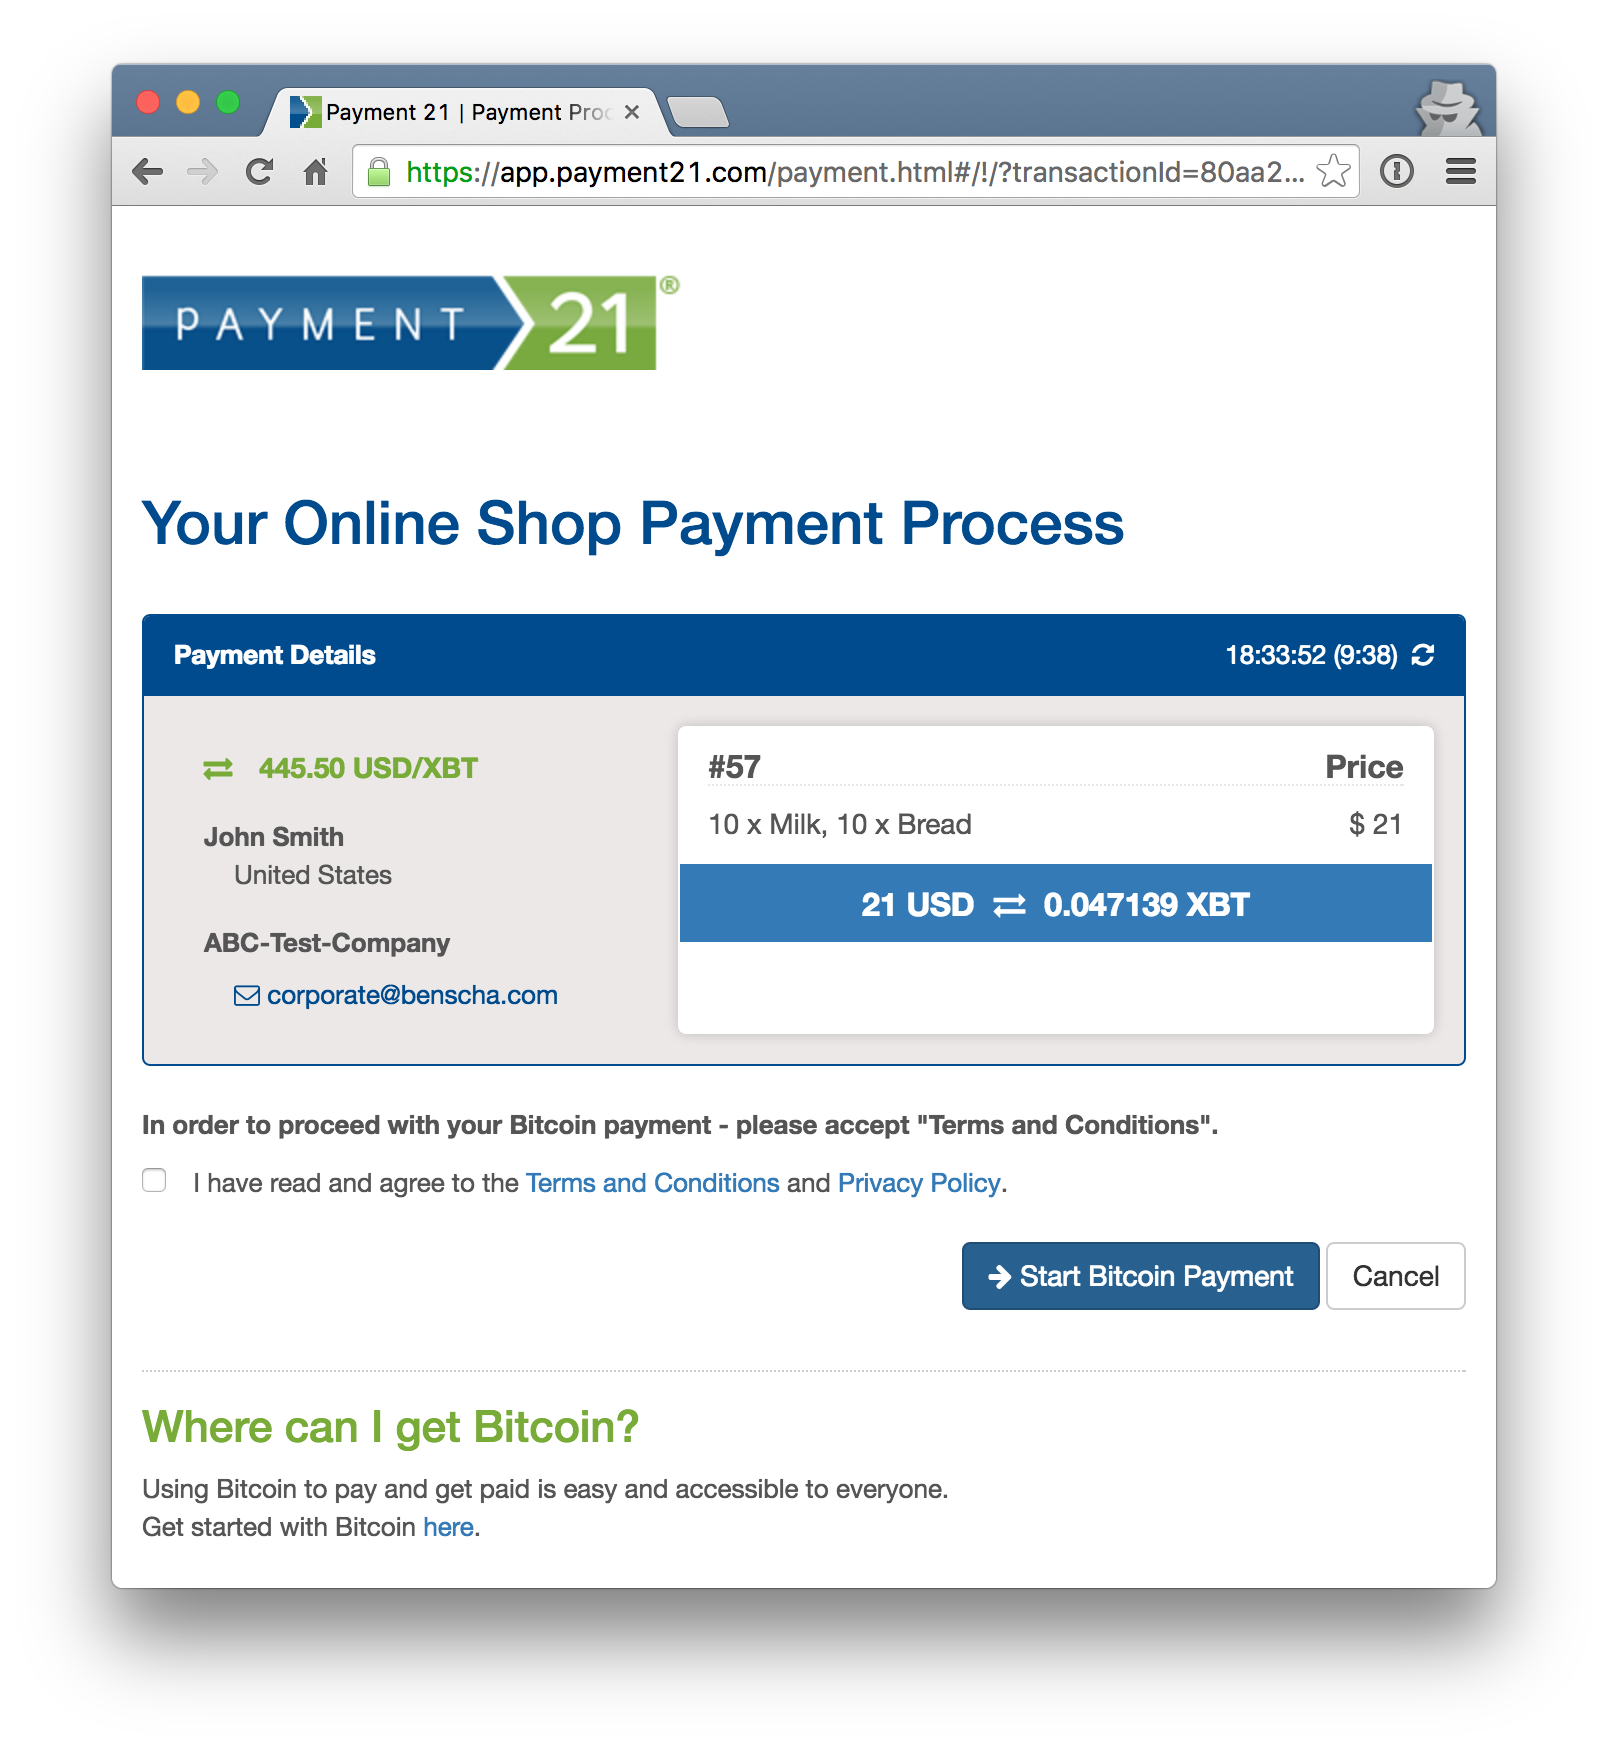 Payment 21 | Payment Proc
https://app.payment21.com/payment.html#/!/?transactionId=80aa2...
PAYMENT 21®
Your Online Shop Payment Process
Payment Details 18:33:52 (9:38)
445.50 USD/XBT
John Smith
United States
ABC-Test-Company
corporate@benscha.com
#57 Price
10 x Milk, 10 x Bread $ 21
21 USD 0.047139 XBT
In order to proceed with your Bitcoin payment - please accept "Terms and Conditions".
I have read and agree to the Terms and Conditions and Privacy Policy.
Start Bitcoin Payment Cancel
Where can I get Bitcoin?
Using Bitcoin to pay and get paid is easy and accessible to everyone.
Get started with Bitcoin here.